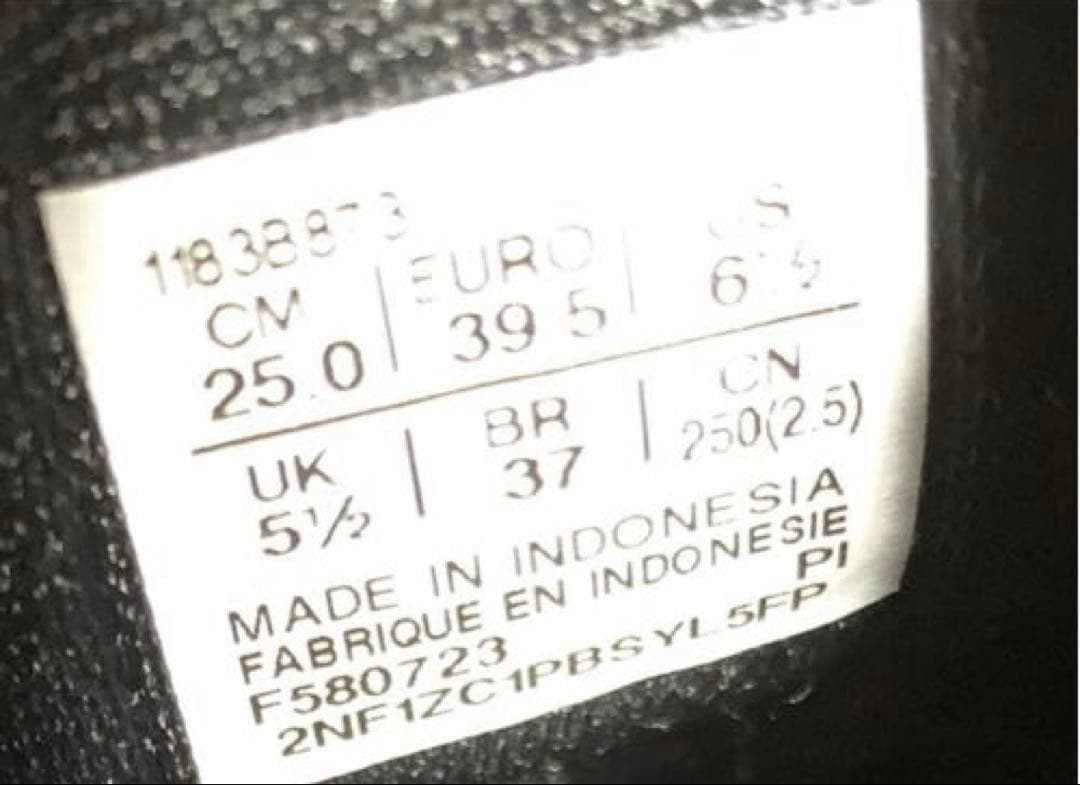 CM | EURO | US
25.0 | 39.5 | 6½
UK | BR | CN
5½ | 37 | 250(2.5)
MADE IN INDONESIA
FABRIQUE EN INDONESIE
PI
F580723
2NF1ZC1PBSYL5FP